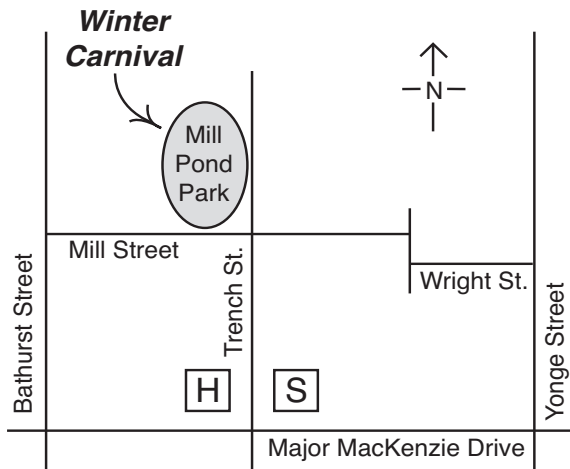 Winter
Carnival
N
Mill
Pond
Park
Mill Street
Trench St.
Wright St.
Bathurst Street
Yonge Street
H
S
Major MacKenzie Drive